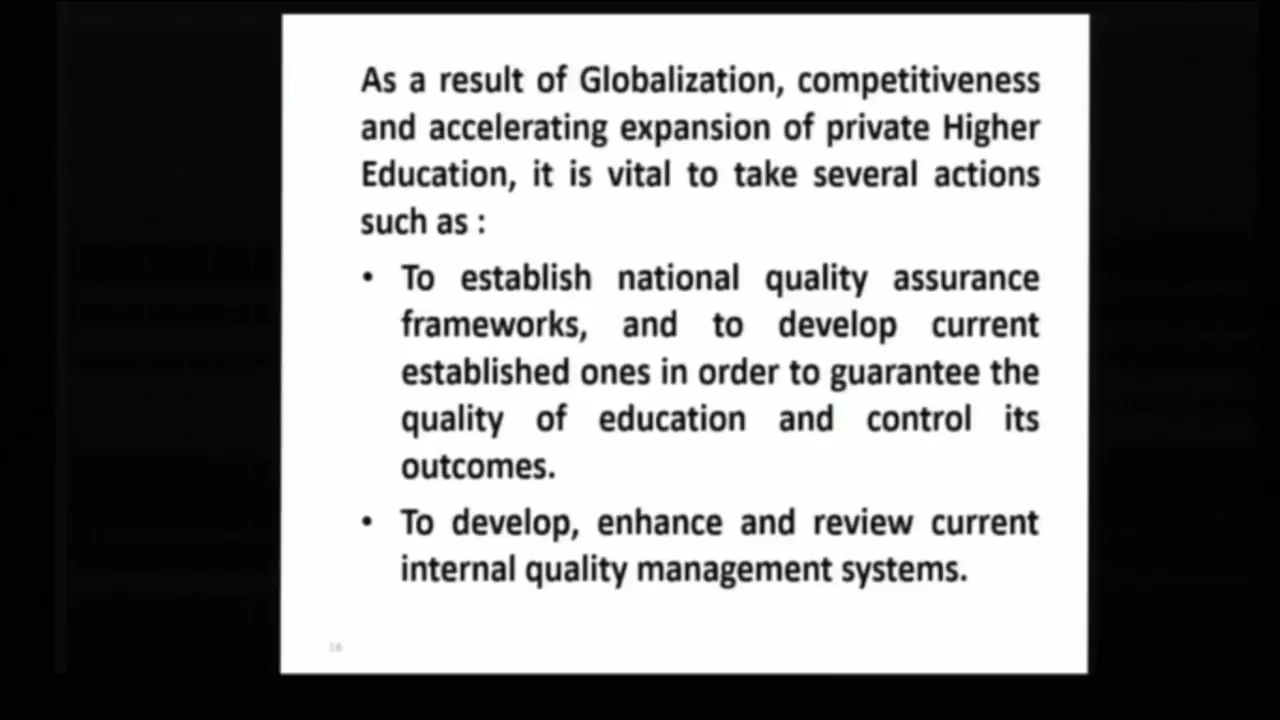 As a result of Globalization, competitiveness
and accelerating expansion of private Higher
Education, it is vital to take several actions
such as :
• To establish national quality assurance
frameworks, and to develop current
established ones in order to guarantee the
quality of education and control its
outcomes.
• To develop, enhance and review current
internal quality management systems.
16